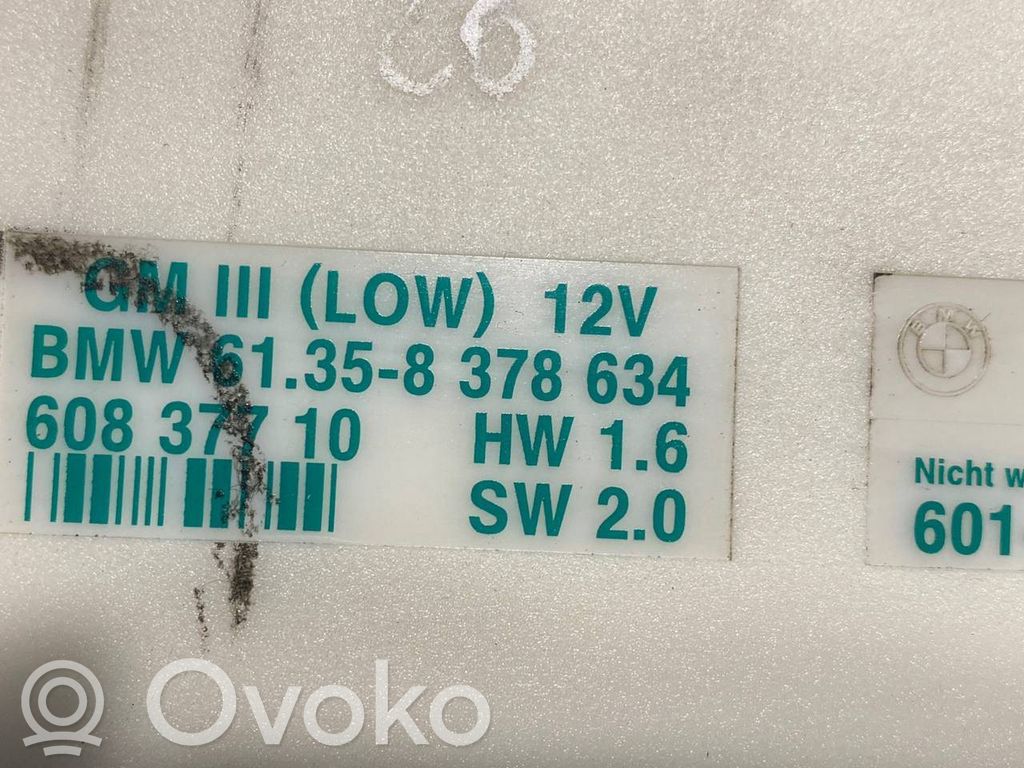 GM III (LOW) 12V
BMW 61.35-8 378 634
608 377 10 HW 1.6
SW 2.0
BMW
Nicht w
601
Ovoko